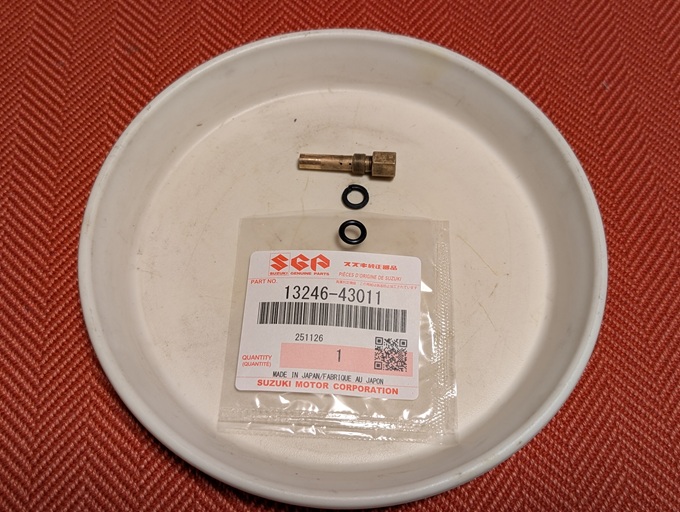 SGP
SUZUKI GENUINE PARTS
スズキ純正部品
PIÈCES D'ORIGINE DE SUZUKI
PART NO.
13246-43011
251126
QUANTITY
(QUANTITÉ)
1
MADE IN JAPAN/FABRIQUE AU JAPON
SUZUKI MOTOR CORPORATION